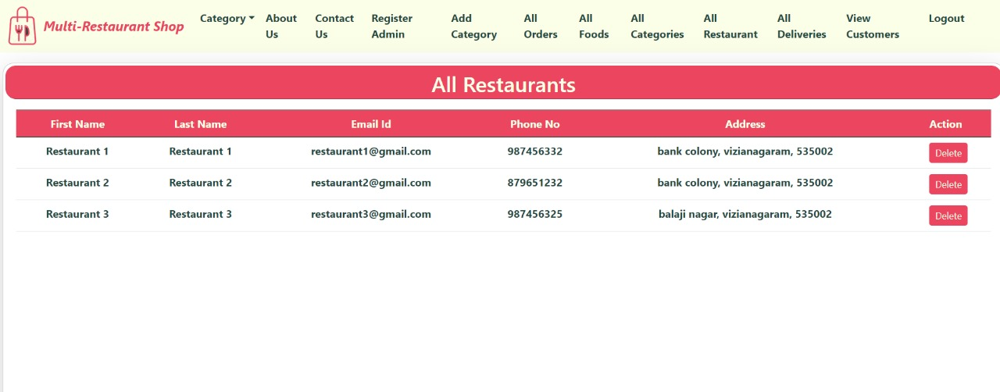 Multi-Restaurant Shop
Category
About Us
Contact Us
Register Admin
Add Category
All Orders
All Foods
All Categories
All Restaurant
All Deliveries
View Customers
Logout
All Restaurants
First Name Last Name Email Id Phone No Address Action
Restaurant 1 Restaurant 1 restaurant1@gmail.com 987456332 bank colony, vizianagaram, 535002 Delete
Restaurant 2 Restaurant 2 restaurant2@gmail.com 879651232 bank colony, vizianagaram, 535002 Delete
Restaurant 3 Restaurant 3 restaurant3@gmail.com 987456325 balaji nagar, vizianagaram, 535002 Delete